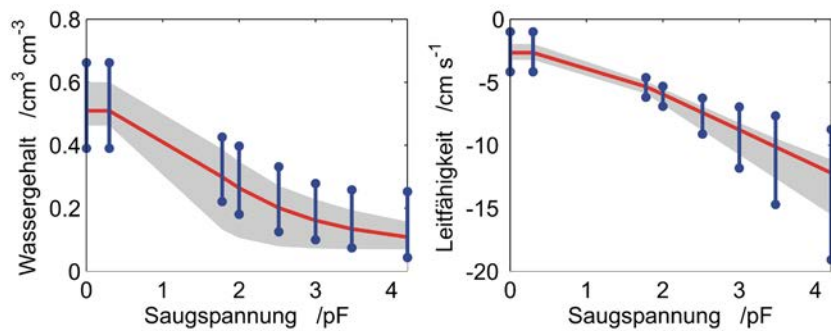 0.8
0.6
0.4
0.2
0
Wassergehalt /cm³ cm⁻³
0 1 2 3 4
Saugspannung /pF
0
−5
−10
−15
−20
Leitfähigkeit /cm s⁻¹
0 1 2 3 4
Saugspannung /pF